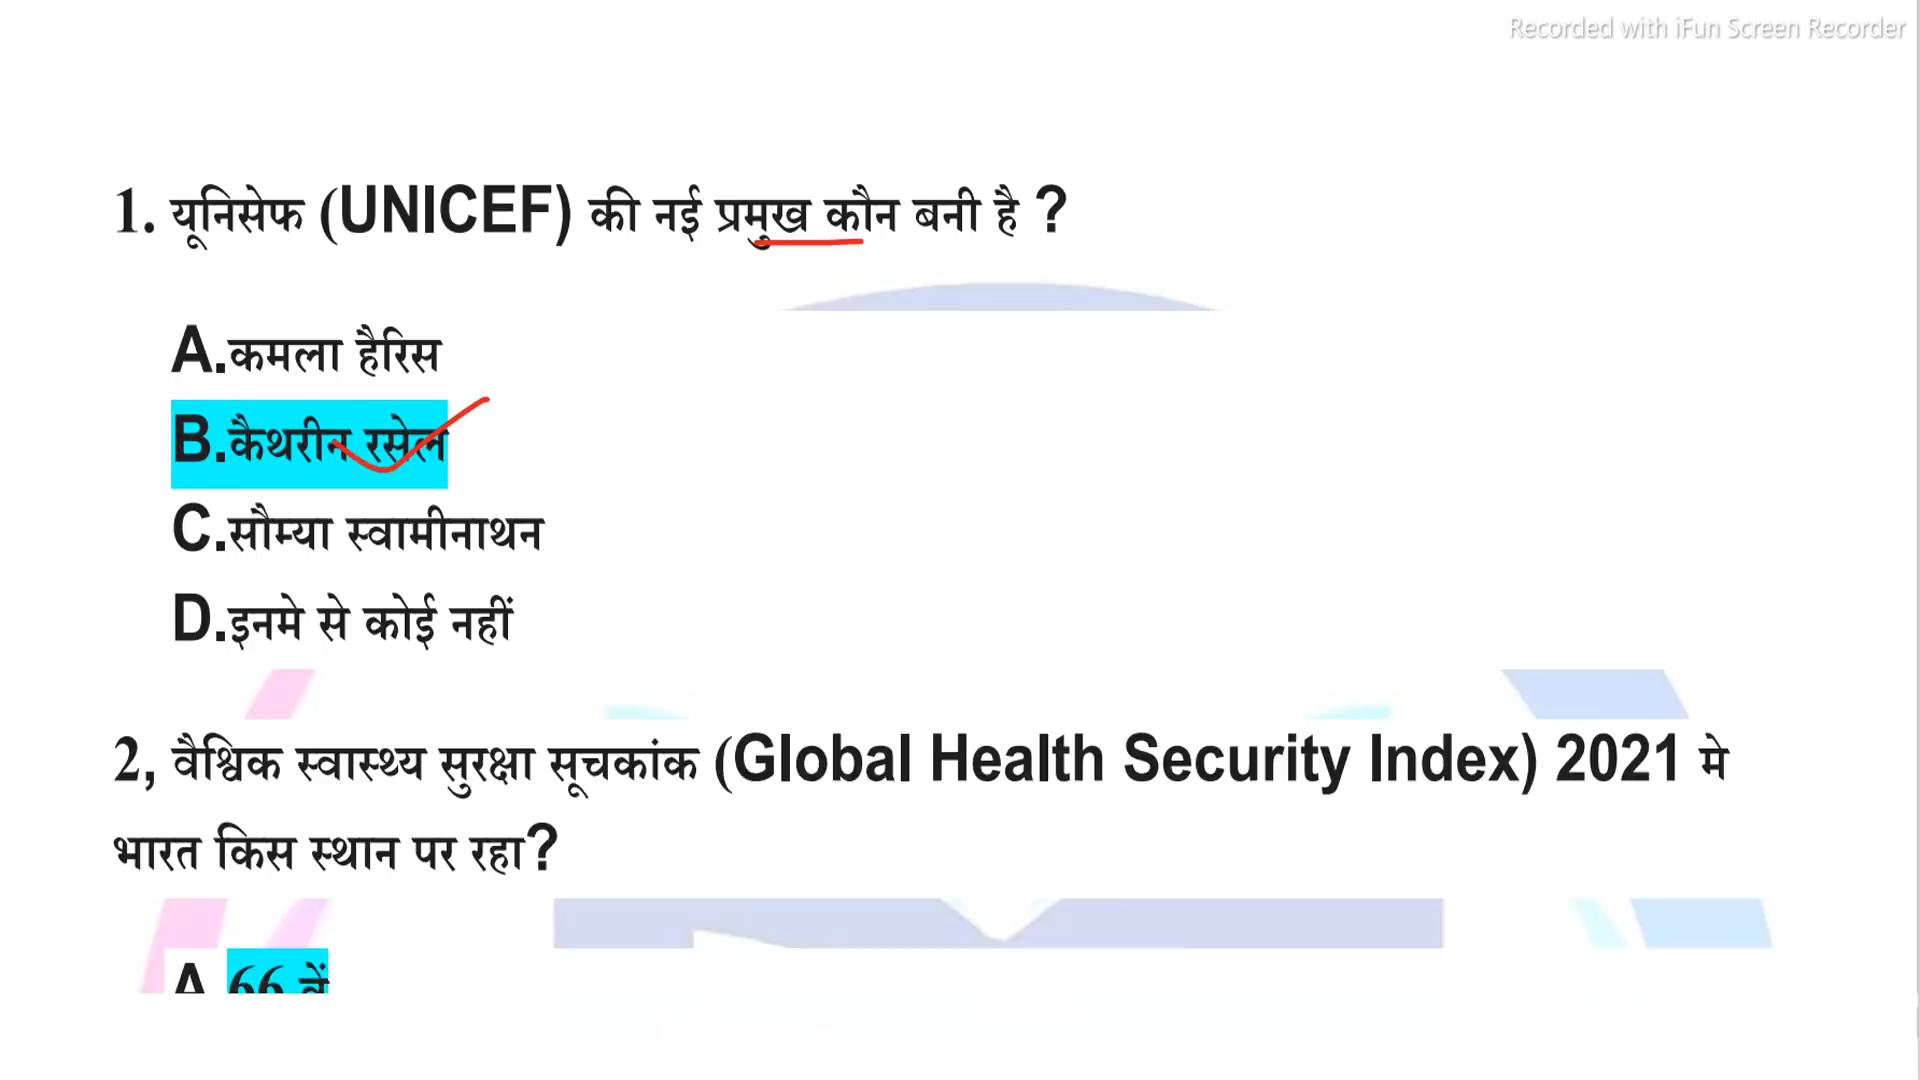 Recorded with iFun Screen Recorder
1. यूनिसेफ (UNICEF) की नई प्रमुख कौन बनी है ?
A.कमला हैरिस
B.कैथरीन रसेल
C.सौम्या स्वामीनाथन
D.इनमे से कोई नहीं
2, वैश्विक स्वास्थ्य सुरक्षा सूचकांक (Global Health Security Index) 2021 मे
भारत किस स्थान पर रहा?
A 66 वें